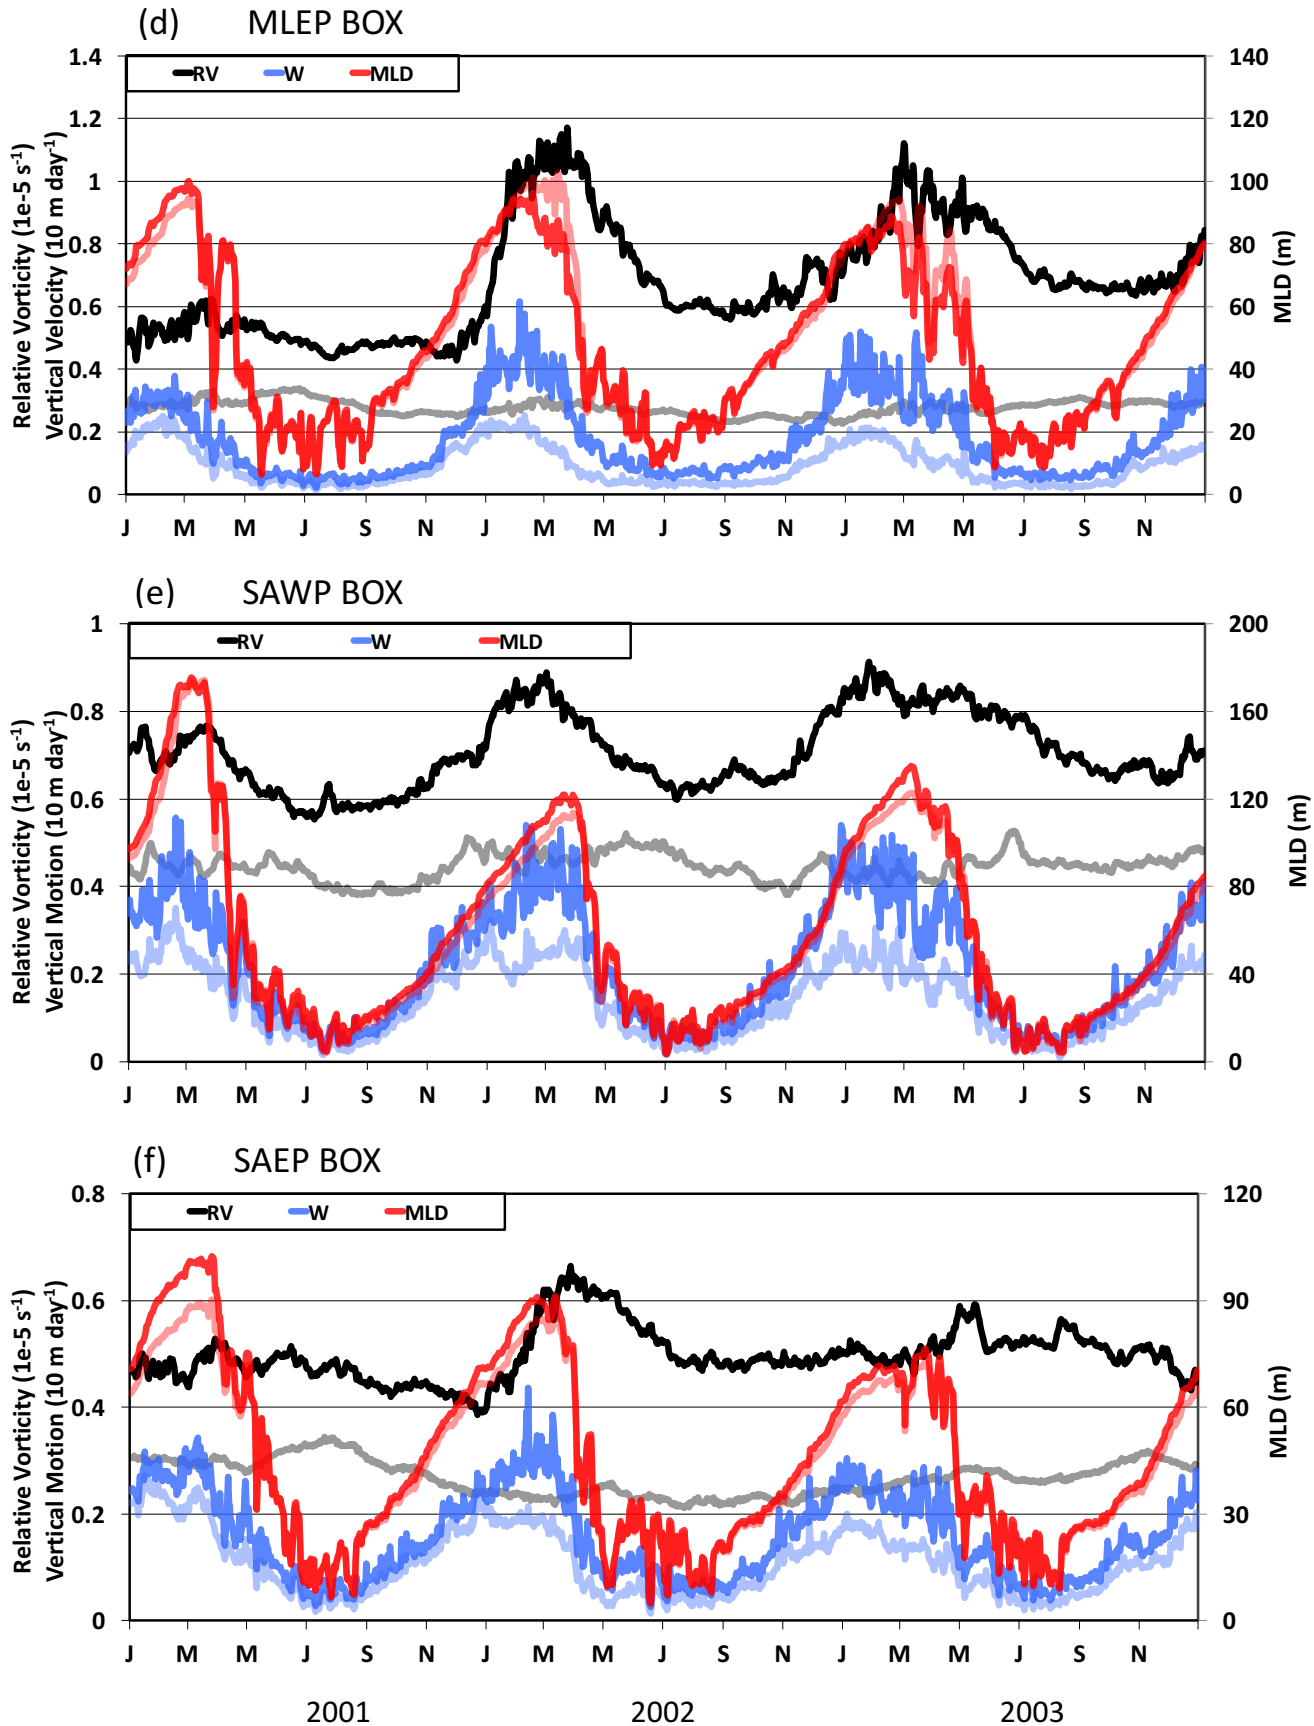 (d) MLEP BOX
RV W MLD
1.4
1.2
1
0.8
0.6
0.4
0.2
0
Relative Vorticity (1e-5 s⁻¹)
Vertical Velocity (10 m day⁻¹)
140
120
100
80
60
40
20
0
MLD (m)
J M M J S N J M M J S N J M M J S N
(e) SAWP BOX
RV W MLD
1
0.8
0.6
0.4
0.2
0
Relative Vorticity (1e-5 s⁻¹)
Vertical Motion (10 m day⁻¹)
200
160
120
80
40
0
MLD (m)
J M M J S N J M M J S N J M M J S N
(f) SAEP BOX
RV W MLD
0.8
0.6
0.4
0.2
0
Relative Vorticity (1e-5 s⁻¹)
Vertical Motion (10 m day⁻¹)
120
90
60
30
0
MLD (m)
J M M J S N J M M J S N J M M J S N
2001 2002 2003